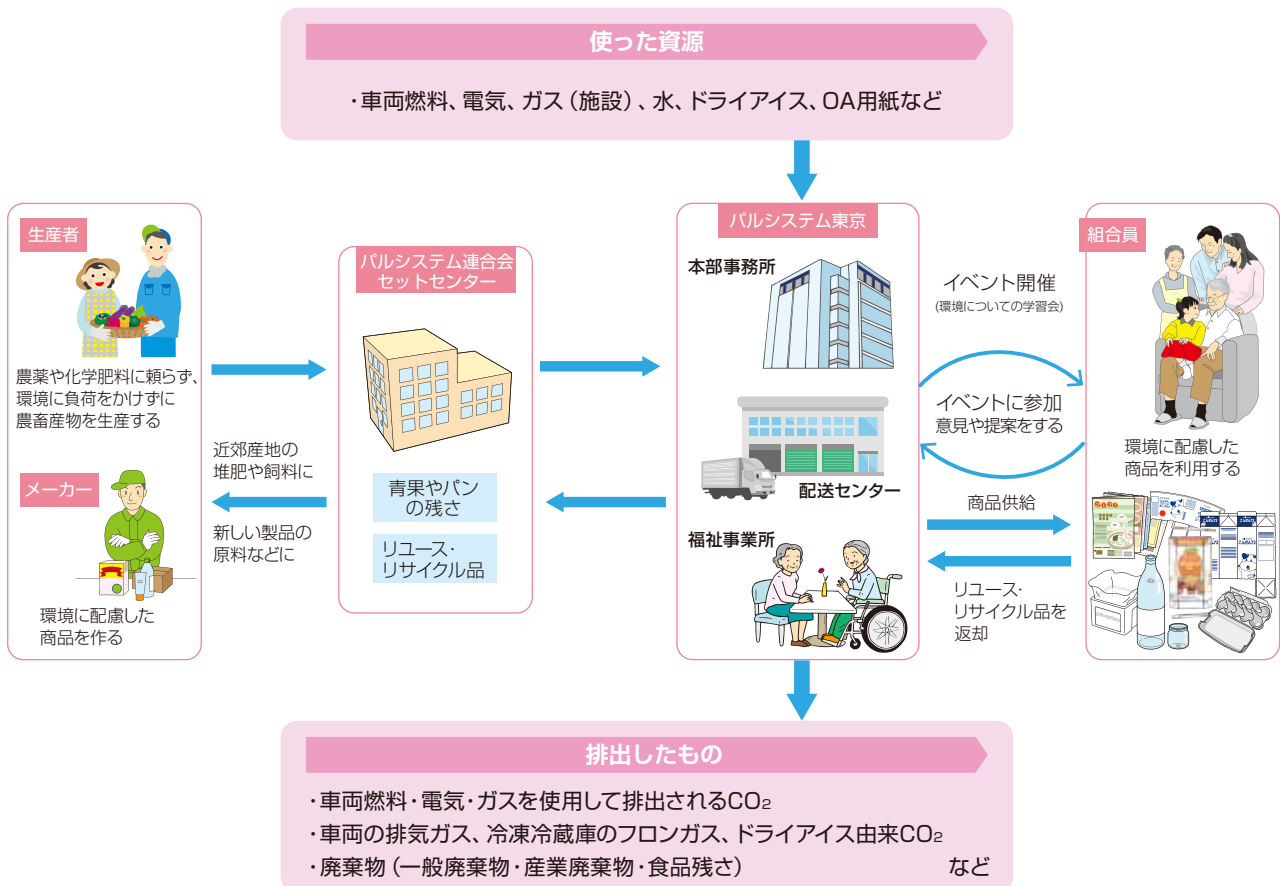 使った資源
・車両燃料、電気、ガス（施設）、水、ドライアイス、OA用紙など
生産者
農薬や化学肥料に頼らず、
環境に負荷をかけずに
農畜産物を生産する
メーカー
環境に配慮した
商品を作る
近郊産地の
堆肥や飼料に
新しい製品の
原料などに
パルシステム連合会
セットセンター
青果やパン
の残さ
リユース・
リサイクル品
パルシステム東京
本部事務所
配送センター
福祉事業所
イベント開催
(環境についての学習会)
イベントに参加
意見や提案をする
商品供給
リユース・
リサイクル品を
返却
組合員
環境に配慮した
商品を利用する
排出したもの
・車両燃料・電気・ガスを使用して排出されるCO₂
・車両の排気ガス、冷凍冷蔵庫のフロンガス、ドライアイス由来CO₂
・廃棄物（一般廃棄物・産業廃棄物・食品残さ） など